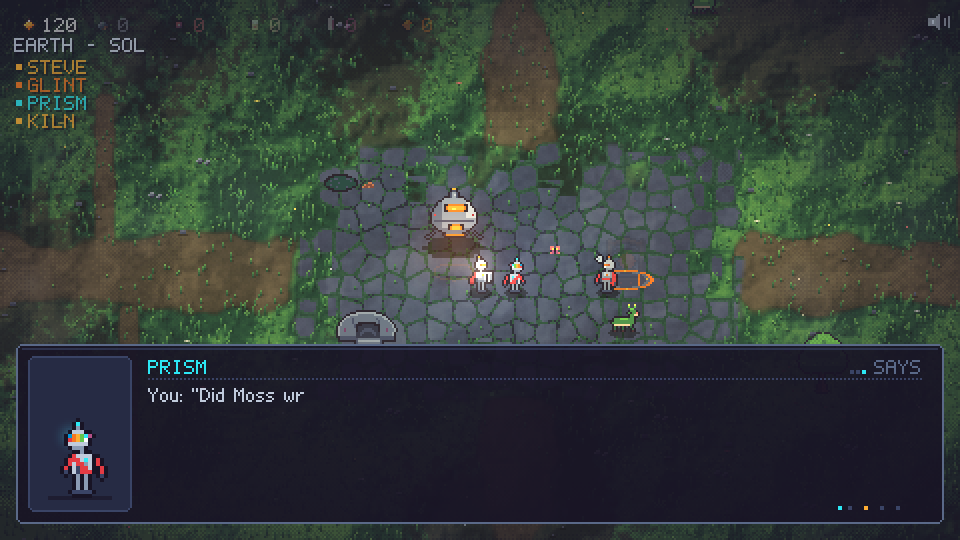 120 0 0 0 0 0
EARTH - SOL
STEVE
GLINT
PRISM
KILN
PRISM
SAYS
You: "Did Moss wr